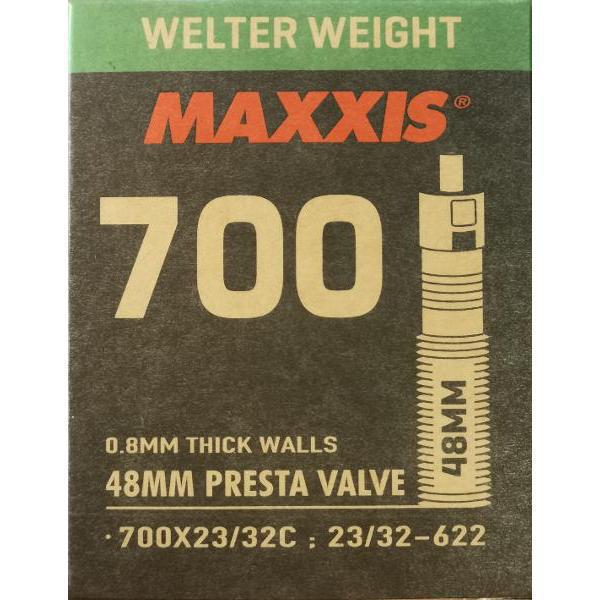 WELTER WEIGHT
MAXXIS®
700
48MM
0.8MM THICK WALLS
48MM PRESTA VALVE
· 700X23/32C ; 23/32-622